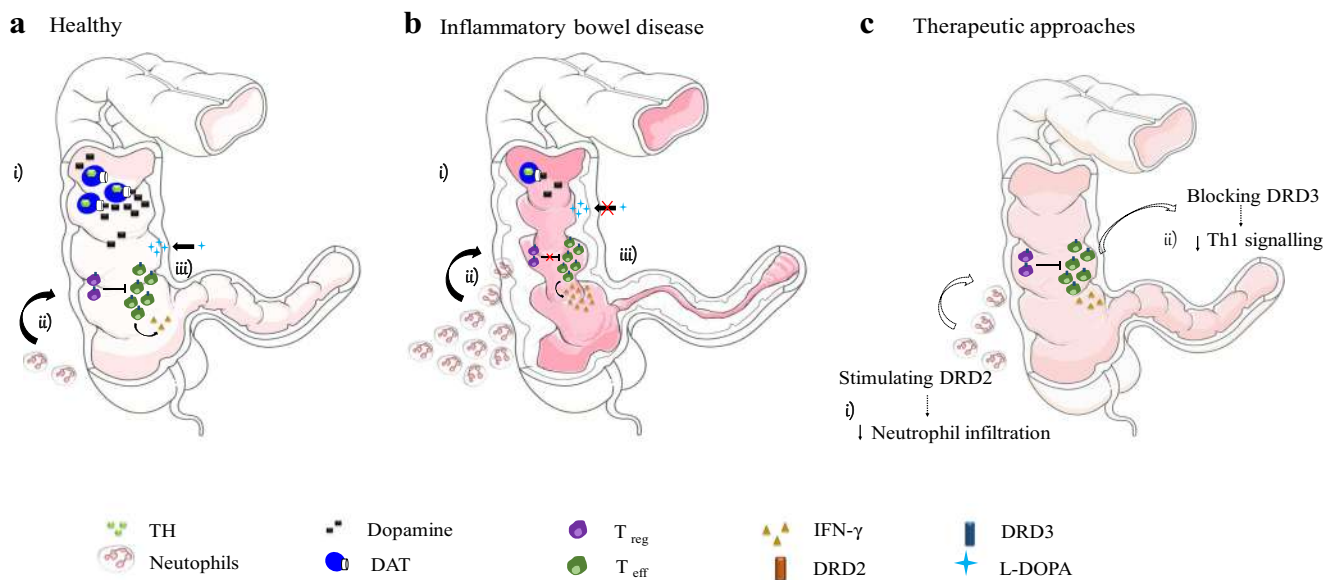 a Healthy
i)
ii)
iii)
b Inflammatory bowel disease
i)
ii)
iii)
c Therapeutic approaches
Blocking DRD3
ii) ↓ Th1 signalling
Stimulating DRD2
i)
↓ Neutrophil infiltration
TH
Dopamine
T reg
IFN-γ
DRD3
Neutophils
DAT
T eff
DRD2
L-DOPA